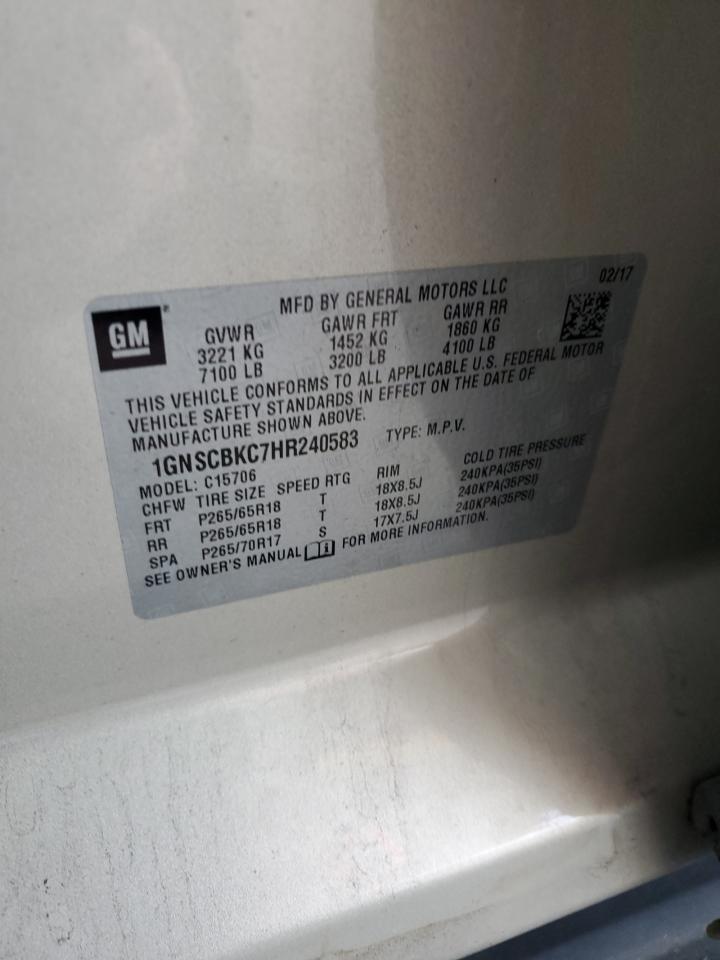 MFD BY GENERAL MOTORS LLC 02/17
GM
GVWR GAWR FRT GAWR RR
3221 KG 1452 KG 1860 KG
7100 LB 3200 LB 4100 LB
THIS VEHICLE CONFORMS TO ALL APPLICABLE U.S. FEDERAL MOTOR
VEHICLE SAFETY STANDARDS IN EFFECT ON THE DATE OF
MANUFACTURE SHOWN ABOVE.
1GNSCBKC7HR240583 TYPE: M.P.V.
MODEL: C15706
CHFW TIRE SIZE SPEED RTG RIM COLD TIRE PRESSURE
FRT P265/65R18 T 18X8.5J 240KPA(35PSI)
RR P265/65R18 T 18X8.5J 240KPA(35PSI)
SPA P265/70R17 S 17X7.5J 240KPA(35PSI)
SEE OWNER'S MANUAL FOR MORE INFORMATION.